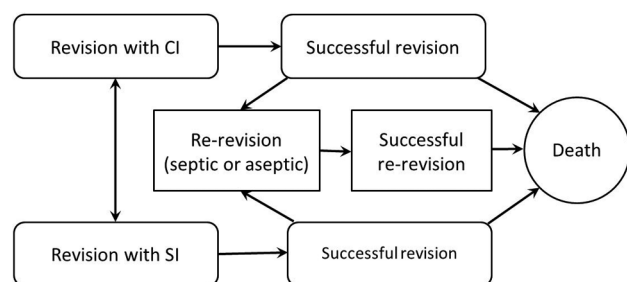 Revision with CI
Successful revision
Re-revision
(septic or aseptic)
Successful
re-revision
Death
Revision with SI
Successful revision